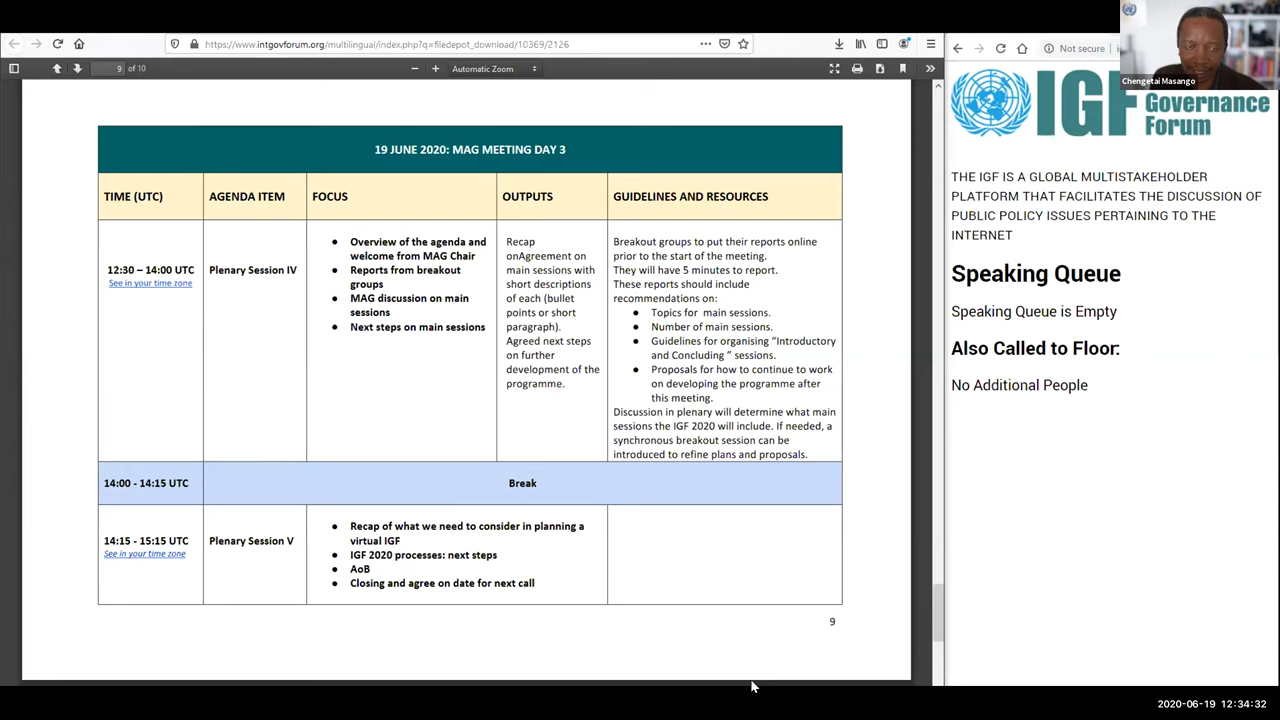 https://www.intgovforum.org/multilingual/index.php?q=filedepot_download/10369/2126
9 of 10
Automatic Zoom
19 JUNE 2020: MAG MEETING DAY 3
TIME (UTC) AGENDA ITEM FOCUS OUTPUTS GUIDELINES AND RESOURCES
12:30 – 14:00 UTC
See in your time zone
Plenary Session IV
● Overview of the agenda and
welcome from MAG Chair
● Reports from breakout
groups
● MAG discussion on main
sessions
● Next steps on main sessions
Recap
onAgreement on
main sessions with
short descriptions
of each (bullet
points or short
paragraph).
Agreed next steps
on further
development of the
programme.
Breakout groups to put their reports online
prior to the start of the meeting.
They will have 5 minutes to report.
These reports should include
recommendations on:
● Topics for main sessions.
● Number of main sessions.
● Guidelines for organising “Introductory
and Concluding ” sessions.
● Proposals for how to continue to work
on developing the programme after
this meeting.
Discussion in plenary will determine what main
sessions the IGF 2020 will include. If needed, a
synchronous breakout session can be
introduced to refine plans and proposals.
14:00 - 14:15 UTC Break
14:15 - 15:15 UTC
See in your time zone
Plenary Session V
● Recap of what we need to consider in planning a
virtual IGF
● IGF 2020 processes: next steps
● AoB
● Closing and agree on date for next call
9
Not secure
Chengetai Masango
IGF
Governance
Forum
THE IGF IS A GLOBAL MULTISTAKEHOLDER
PLATFORM THAT FACILITATES THE DISCUSSION OF
PUBLIC POLICY ISSUES PERTAINING TO THE
INTERNET
Speaking Queue
Speaking Queue is Empty
Also Called to Floor:
No Additional People
2020-06-19 12:34:32